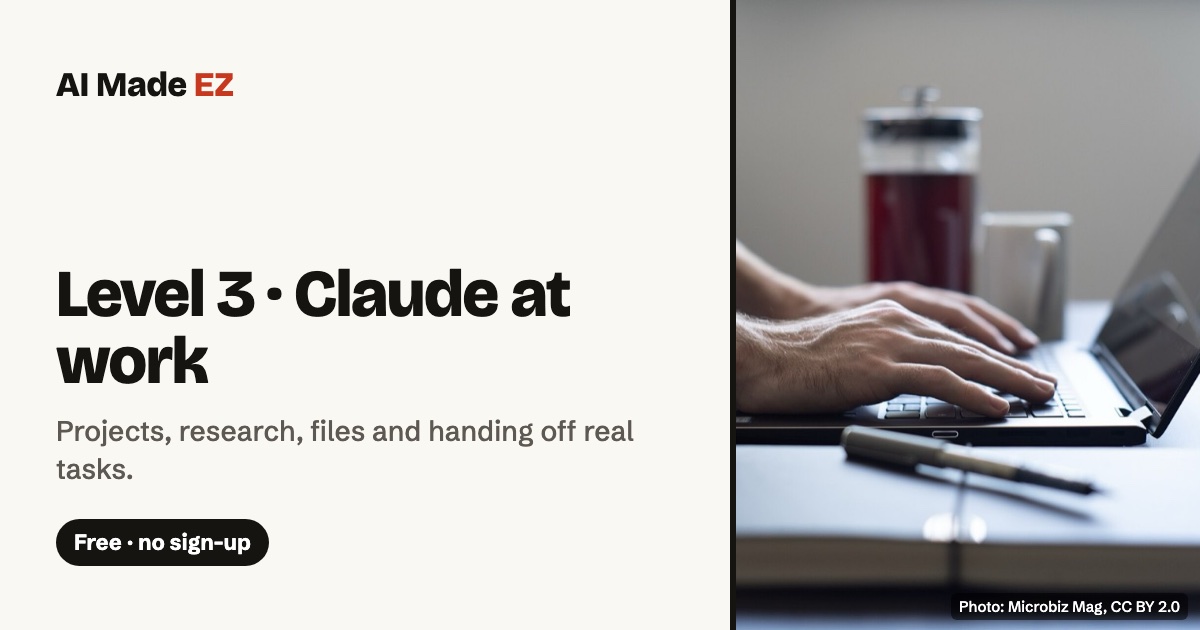 AI Made EZ
Level 3 · Claude at
work
Projects, research, files and handing off real
tasks.
Free · no sign-up
Photo: Microbiz Mag, CC BY 2.0